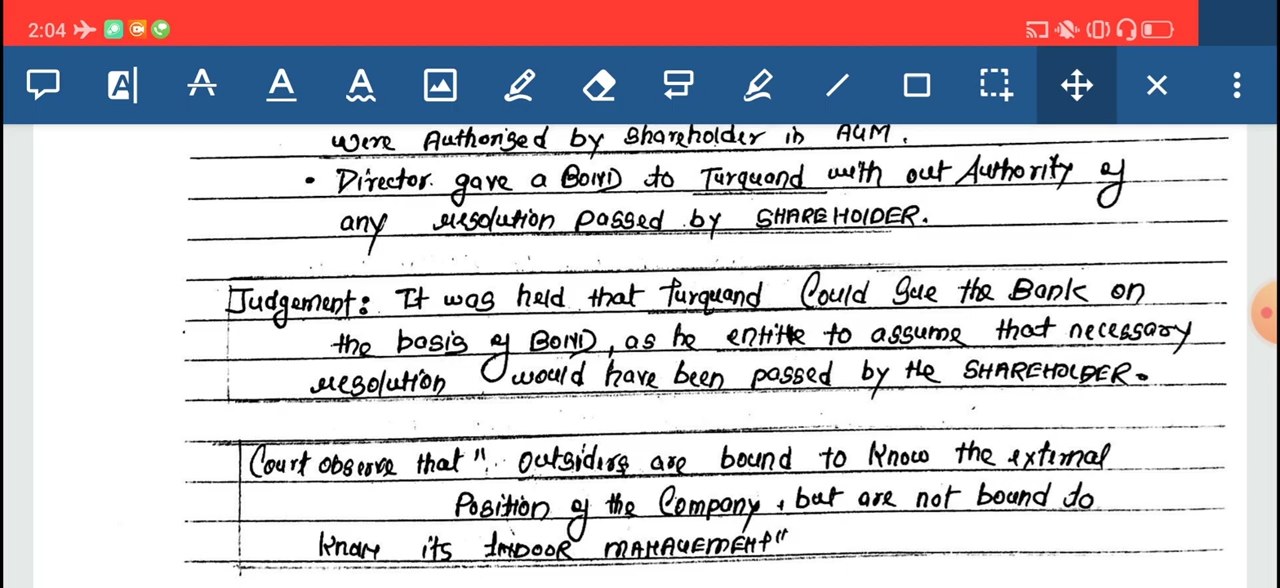 2:04
were Authorised by Shareholder in AGM.
• Director gave a BOND to Turquand with out Authority of
any resolution passed by SHAREHOLDER.
Judgement: It was held that Turquand Could Sue the Bank on
the basis of BOND, as he entitle to assume that necessary
resolution would have been passed by the SHAREHOLDER.
Court observe that ".. outsiders are bound to Know the external
Position of the Company, but are not bound to
Know its INDOOR MANAGEMENT"